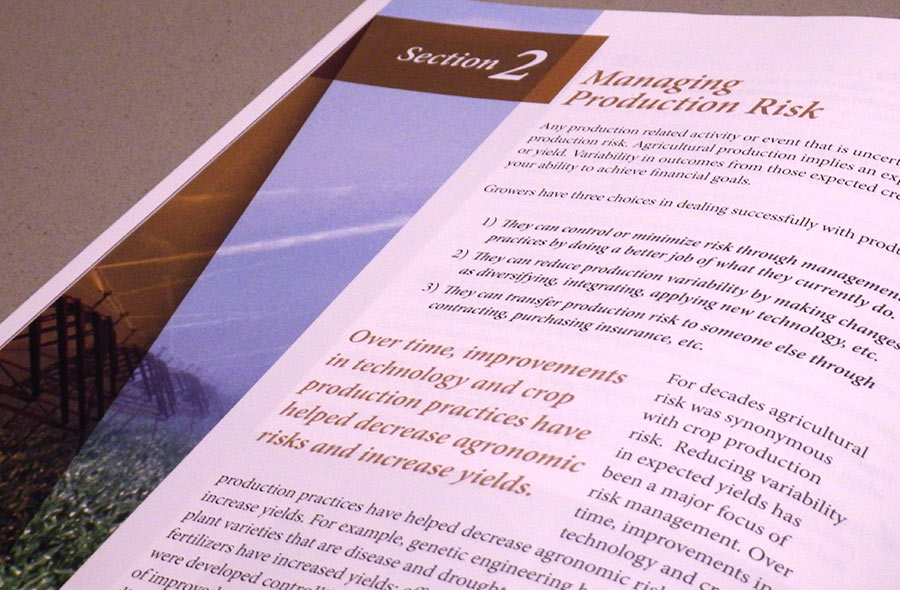 Section 2
Managing
Production Risk
Any production related activity or event that is
production risk. Agricultural production implies an
or yield. Variability in outcomes from those expected
your ability to achieve financial goals.
Growers have three choices in dealing successfully with
1) They can control or minimize risk through
practices by doing a better job of what they currently do.
2) They can reduce production variability by making changes
as diversifying, integrating, applying new technology, etc.
3) They can transfer production risk to someone else through
contracting, purchasing insurance, etc.
Over time, improvements
in technology and crop
production practices have
helped decrease agronomic
risks and increase yields.
For decades agricultural
risk was synonymous
with crop production
risk. Reducing variability
in expected yields has
been a major focus of
risk management. Over
time, improvements in
technology and
production practices have helped decrease agronomic
increase yields. For example, genetic engineering
plant varieties that are disease and
fertilizers have increased yields;
were developed
of